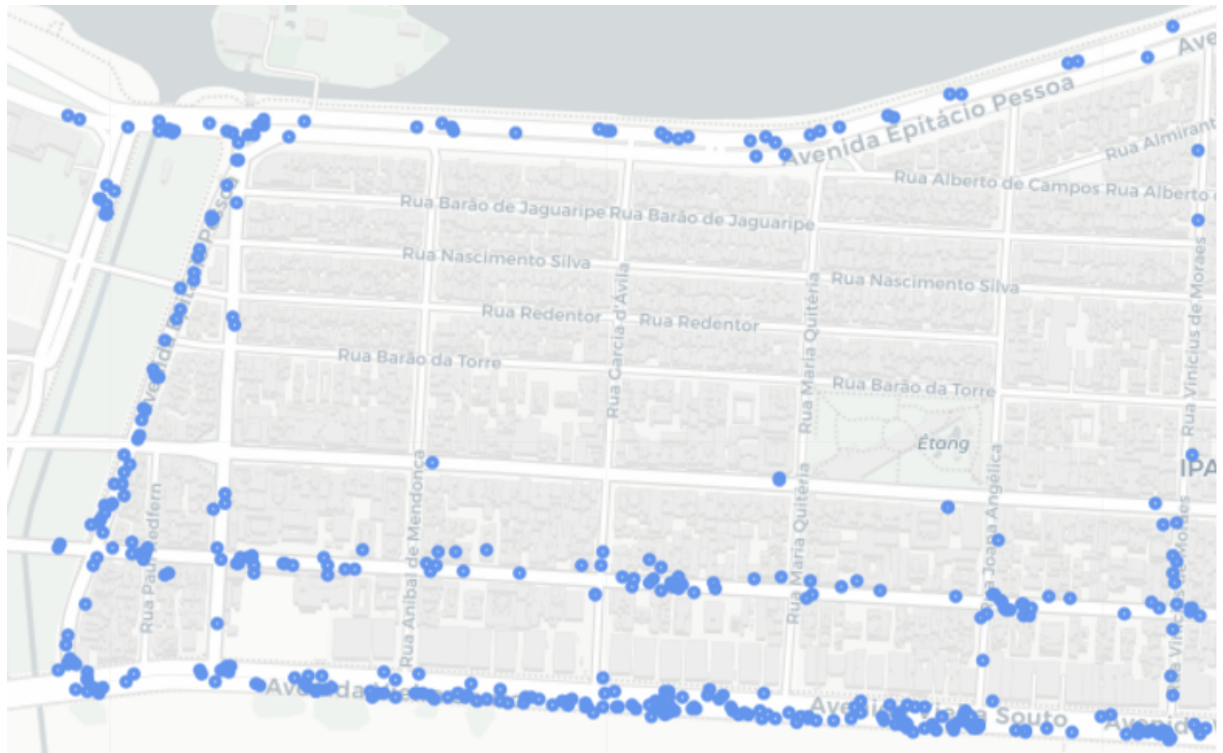 Ave
Avenida Epitácio Pessoa
Rua Almirant
Rua Alberto de Campos Rua Alberto
Rua Barão de Jaguaripe Rua Barão de Jaguaripe
Rua Nascimento Silva
Rua Nascimento Silva
Rua Vinicius de Moraes
Rua Redentor
Rua Redentor
Rua Garcia d'Ávila
Rua Maria Quitéria
Rua Barão da Torre
Rua Barão da Torre
Étang
IPA
Rua Aníbal de Mendonça
Rua Maria Quitéria
Rua Joana Angélica
Souto